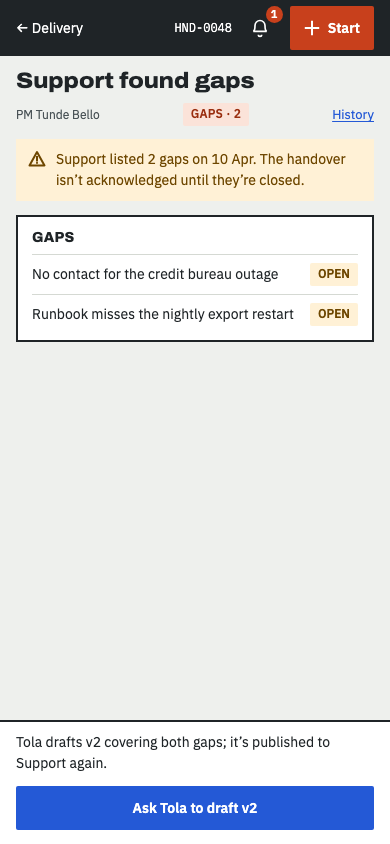 ← Delivery
HND-0048
1
+ Start
Support found gaps
PM Tunde Bello
GAPS · 2
History
Support listed 2 gaps on 10 Apr. The handover
isn’t acknowledged until they’re closed.
GAPS
No contact for the credit bureau outage
OPEN
Runbook misses the nightly export restart
OPEN
Tola drafts v2 covering both gaps; it’s published to
Support again.
Ask Tola to draft v2